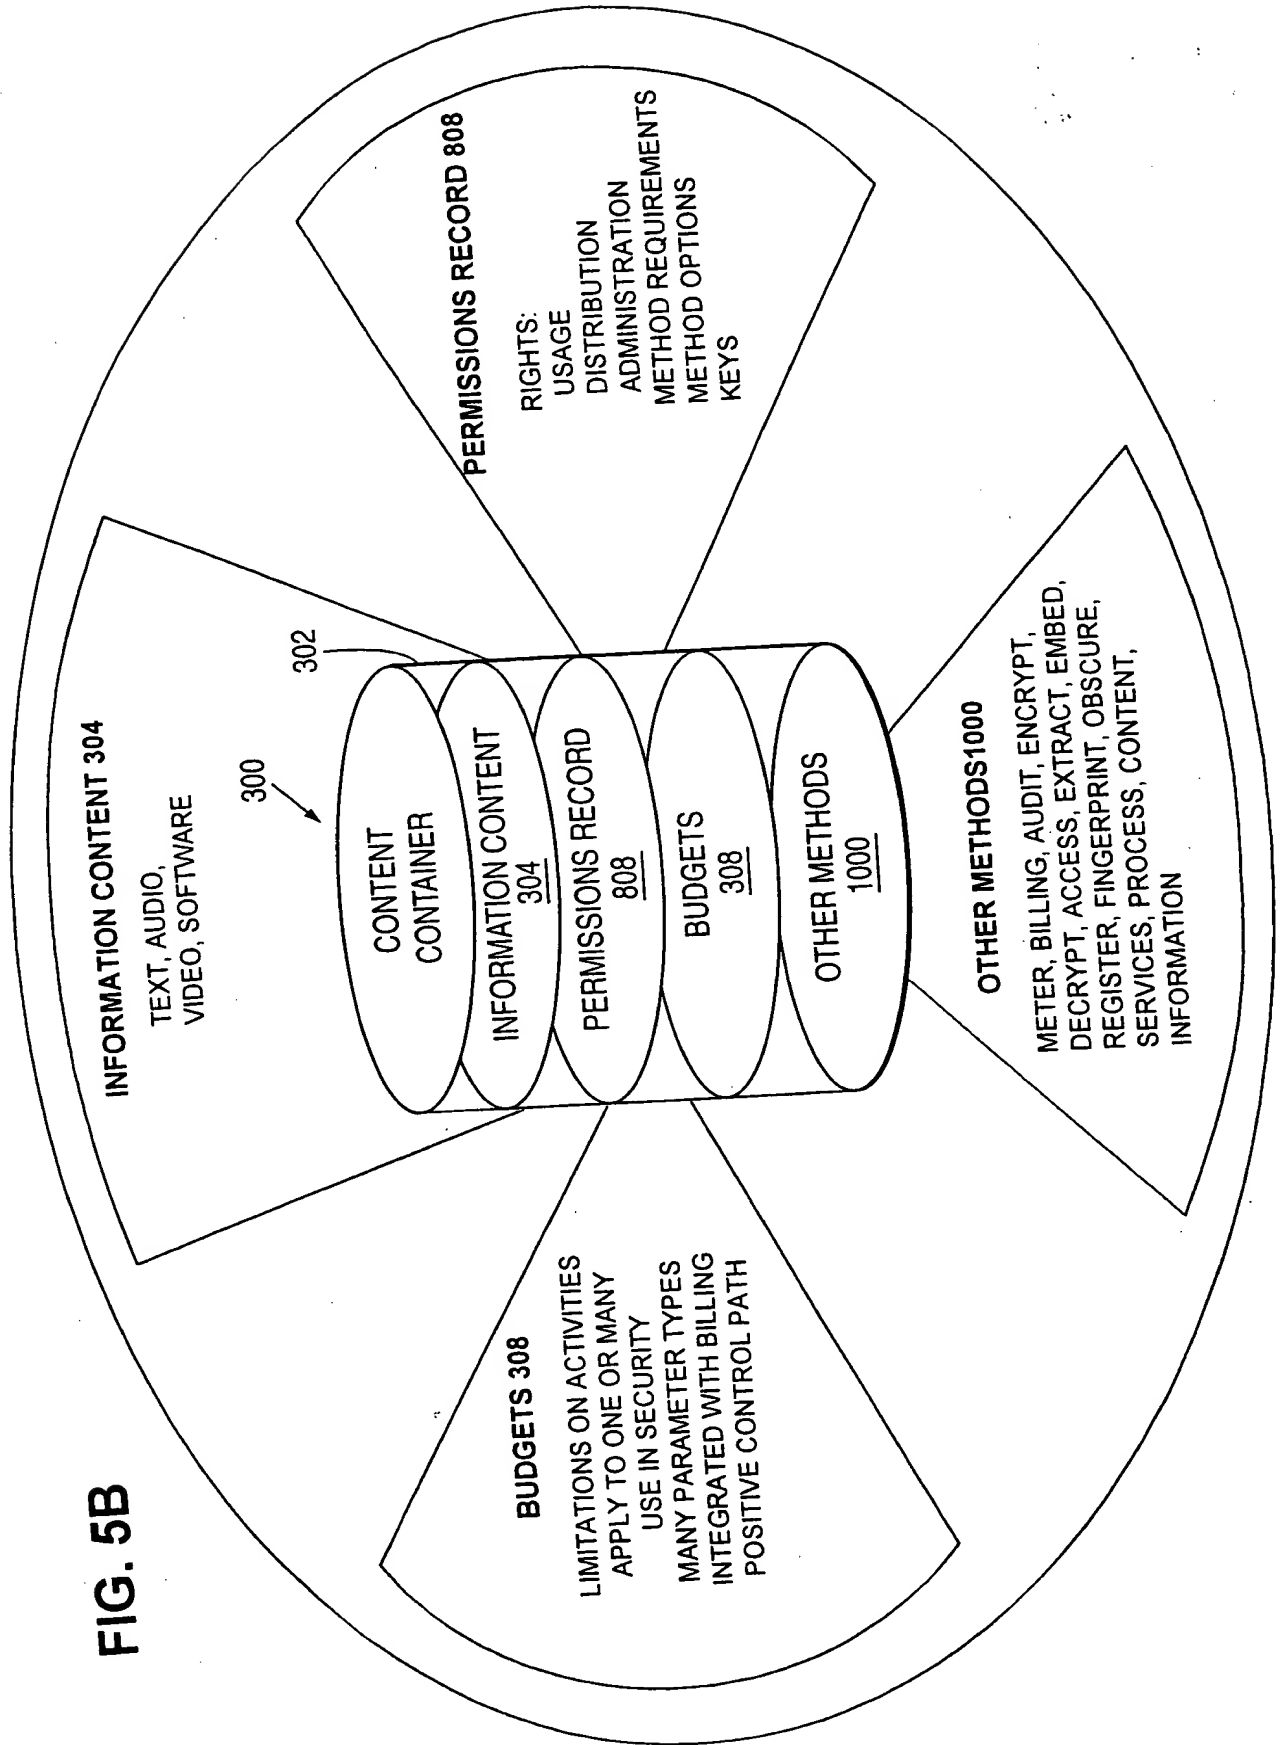 FIG. 5B
INFORMATION CONTENT 304
TEXT, AUDIO,
VIDEO, SOFTWARE
300
302
CONTENT
CONTAINER
INFORMATION CONTENT
304
PERMISSIONS RECORD
808
BUDGETS
308
OTHER METHODS
1000
BUDGETS 308
LIMITATIONS ON ACTIVITIES
APPLY TO ONE OR MANY
USE IN SECURITY
MANY PARAMETER TYPES
INTEGRATED WITH BILLING
POSITIVE CONTROL PATH
PERMISSIONS RECORD 808
RIGHTS:
USAGE
DISTRIBUTION
ADMINISTRATION
METHOD REQUIREMENTS
METHOD OPTIONS
KEYS
OTHER METHODS1000
METER, BILLING, AUDIT, ENCRYPT,
DECRYPT, ACCESS, EXTRACT, EMBED,
REGISTER, FINGERPRINT, OBSCURE,
SERVICES, PROCESS, CONTENT,
INFORMATION